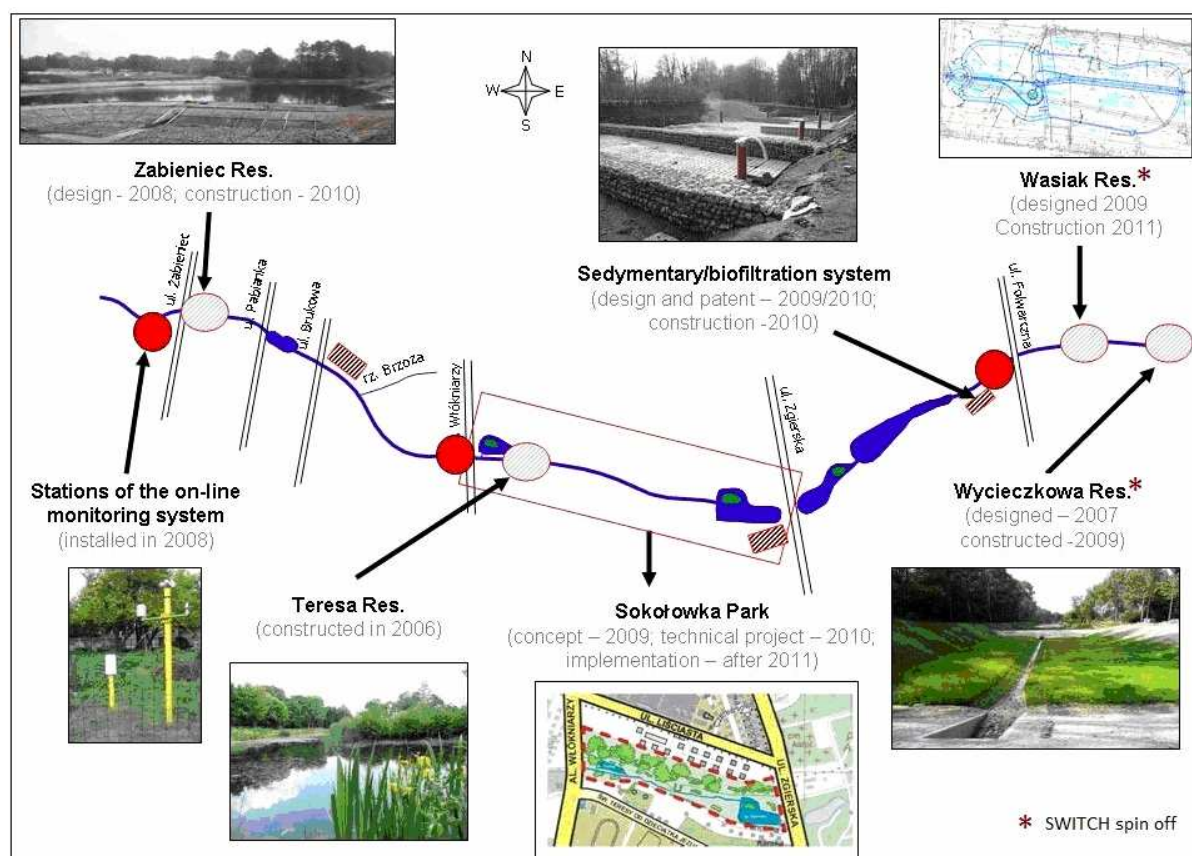 N
W E
S
Zabieniec Res.
(design - 2008; construction - 2010)
Wasiak Res.*
(designed 2009
Construction 2011)
Sedymentary/biofiltration system
(design and patent – 2009/2010;
construction -2010)
ul. Zabieniec
ul. Pabianka
ul. Brukowa
rz. Brzoza
Włókniarzy
ul. Zgierska
ul. Folwarczna
Stations of the on-line
monitoring system
(installed in 2008)
Teresa Res.
(constructed in 2006)
Sokołowka Park
(concept – 2009; technical project – 2010;
implementation – after 2011)
Wycieczkowa Res.*
(designed – 2007
constructed -2009)
AL. WŁÓKNIARZY
UL. LIŚCIASTA
UL. ZGIERSKA
* SWITCH spin off